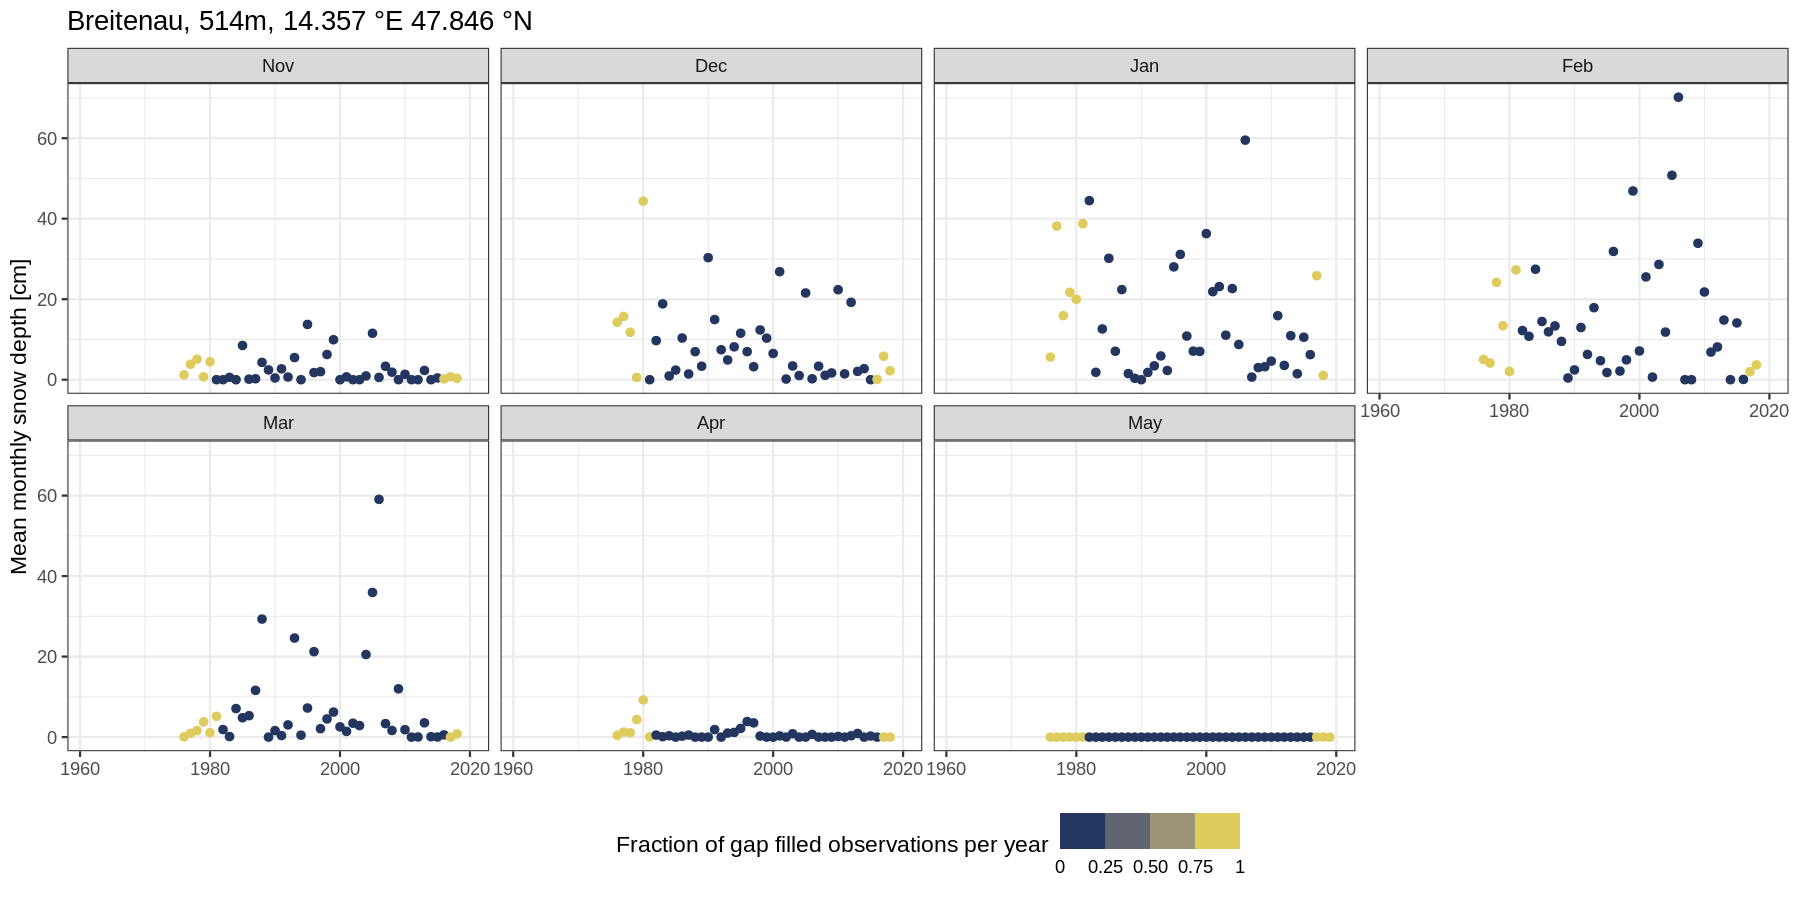 Breitenau, 514m, 14.357 °E 47.846 °N
Nov Dec Jan Feb
60
40
20
0
1960 1980 2000 2020
Mar Apr May
60
40
20
0
1960 1980 2000 2020 1960 1980 2000 2020 1960 1980 2000 2020
Mean monthly snow depth [cm]
Fraction of gap filled observations per year
0 0.25 0.50 0.75 1